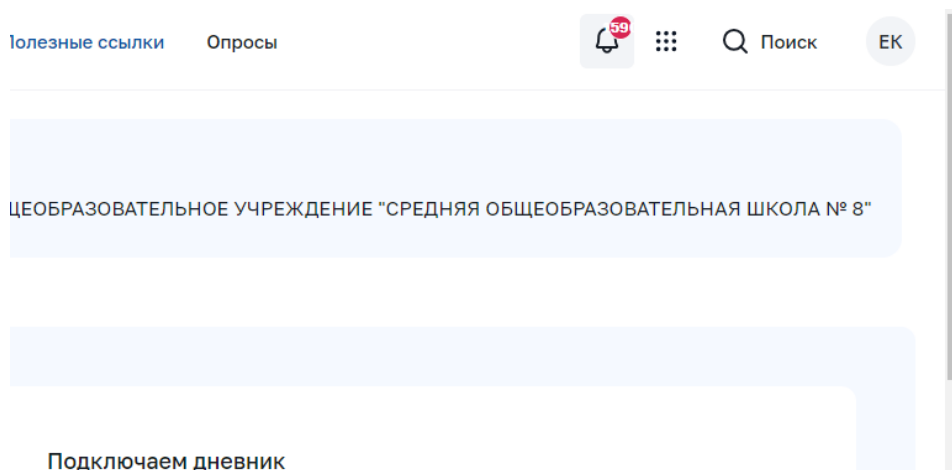 Полезные ссылки Опросы 59 Поиск ЕК
ЩЕОБРАЗОВАТЕЛЬНОЕ УЧРЕЖДЕНИЕ "СРЕДНЯЯ ОБЩЕОБРАЗОВАТЕЛЬНАЯ ШКОЛА № 8"
Подключаем дневник